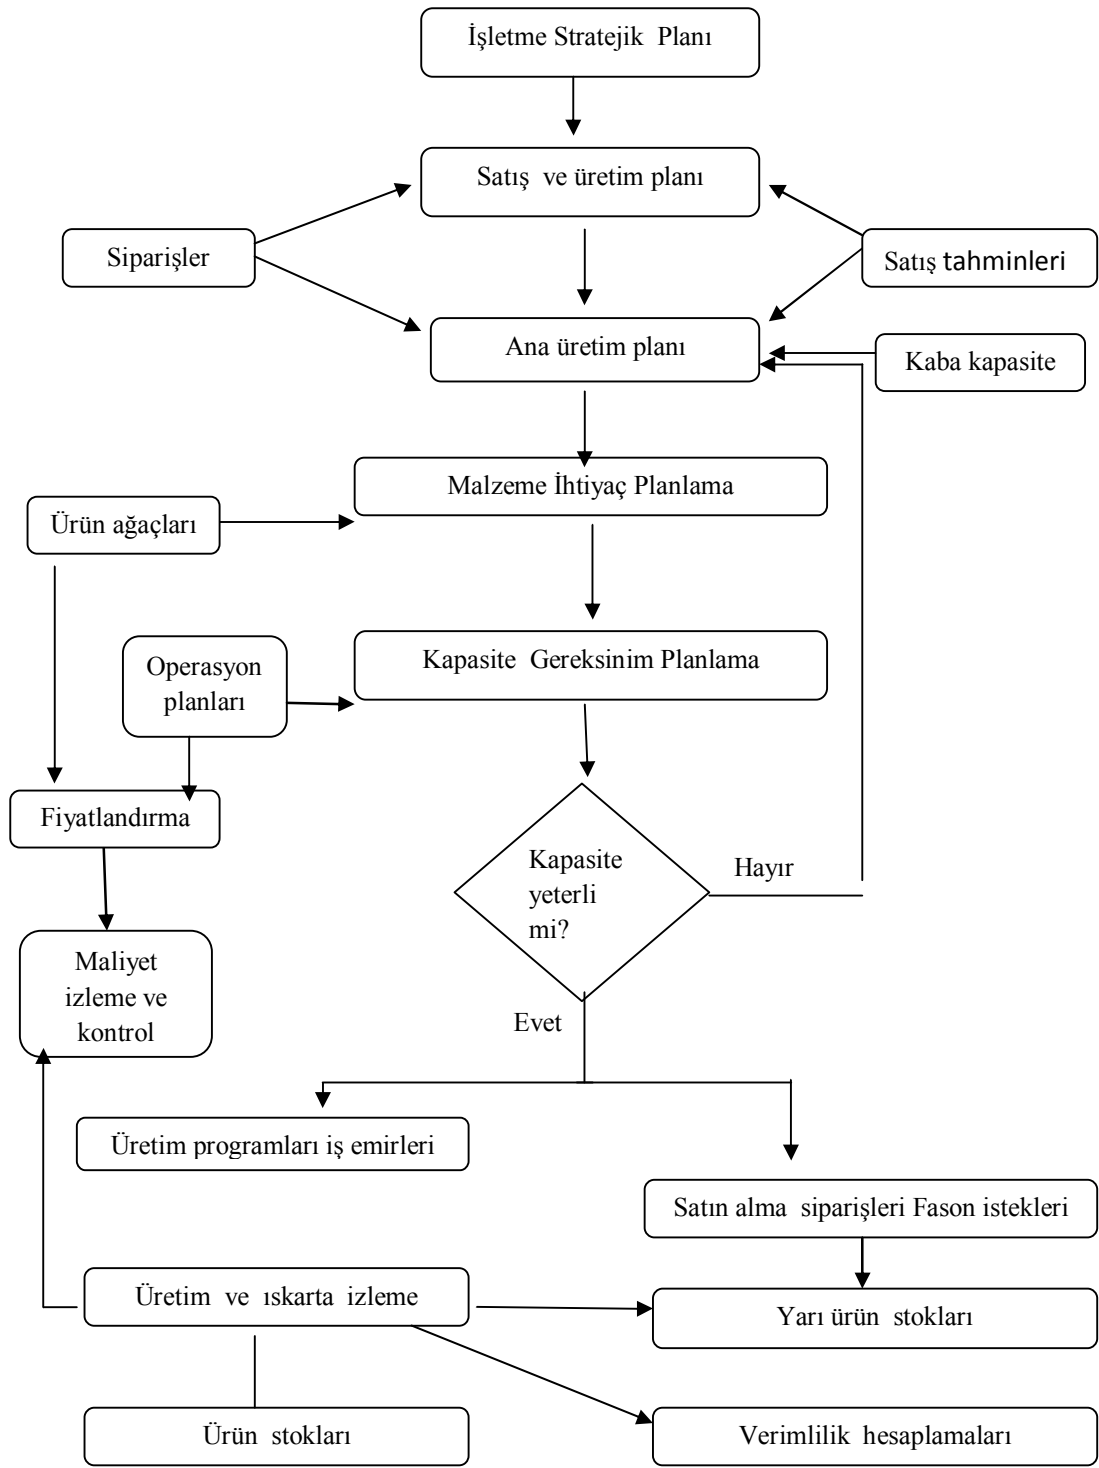 İşletme Stratejik Planı
Satış ve üretim planı
Siparişler
Satış tahminleri
Ana üretim planı
Kaba kapasite
Malzeme İhtiyaç Planlama
Ürün ağaçları
Kapasite Gereksinim Planlama
Operasyon
planları
Fiyatlandırma
Kapasite
yeterli
mi?
Hayır
Maliyet
izleme ve
kontrol
Evet
Üretim programları iş emirleri
Satın alma siparişleri Fason istekleri
Üretim ve ıskarta izleme
Yarı ürün stokları
Ürün stokları
Verimlilik hesaplamaları